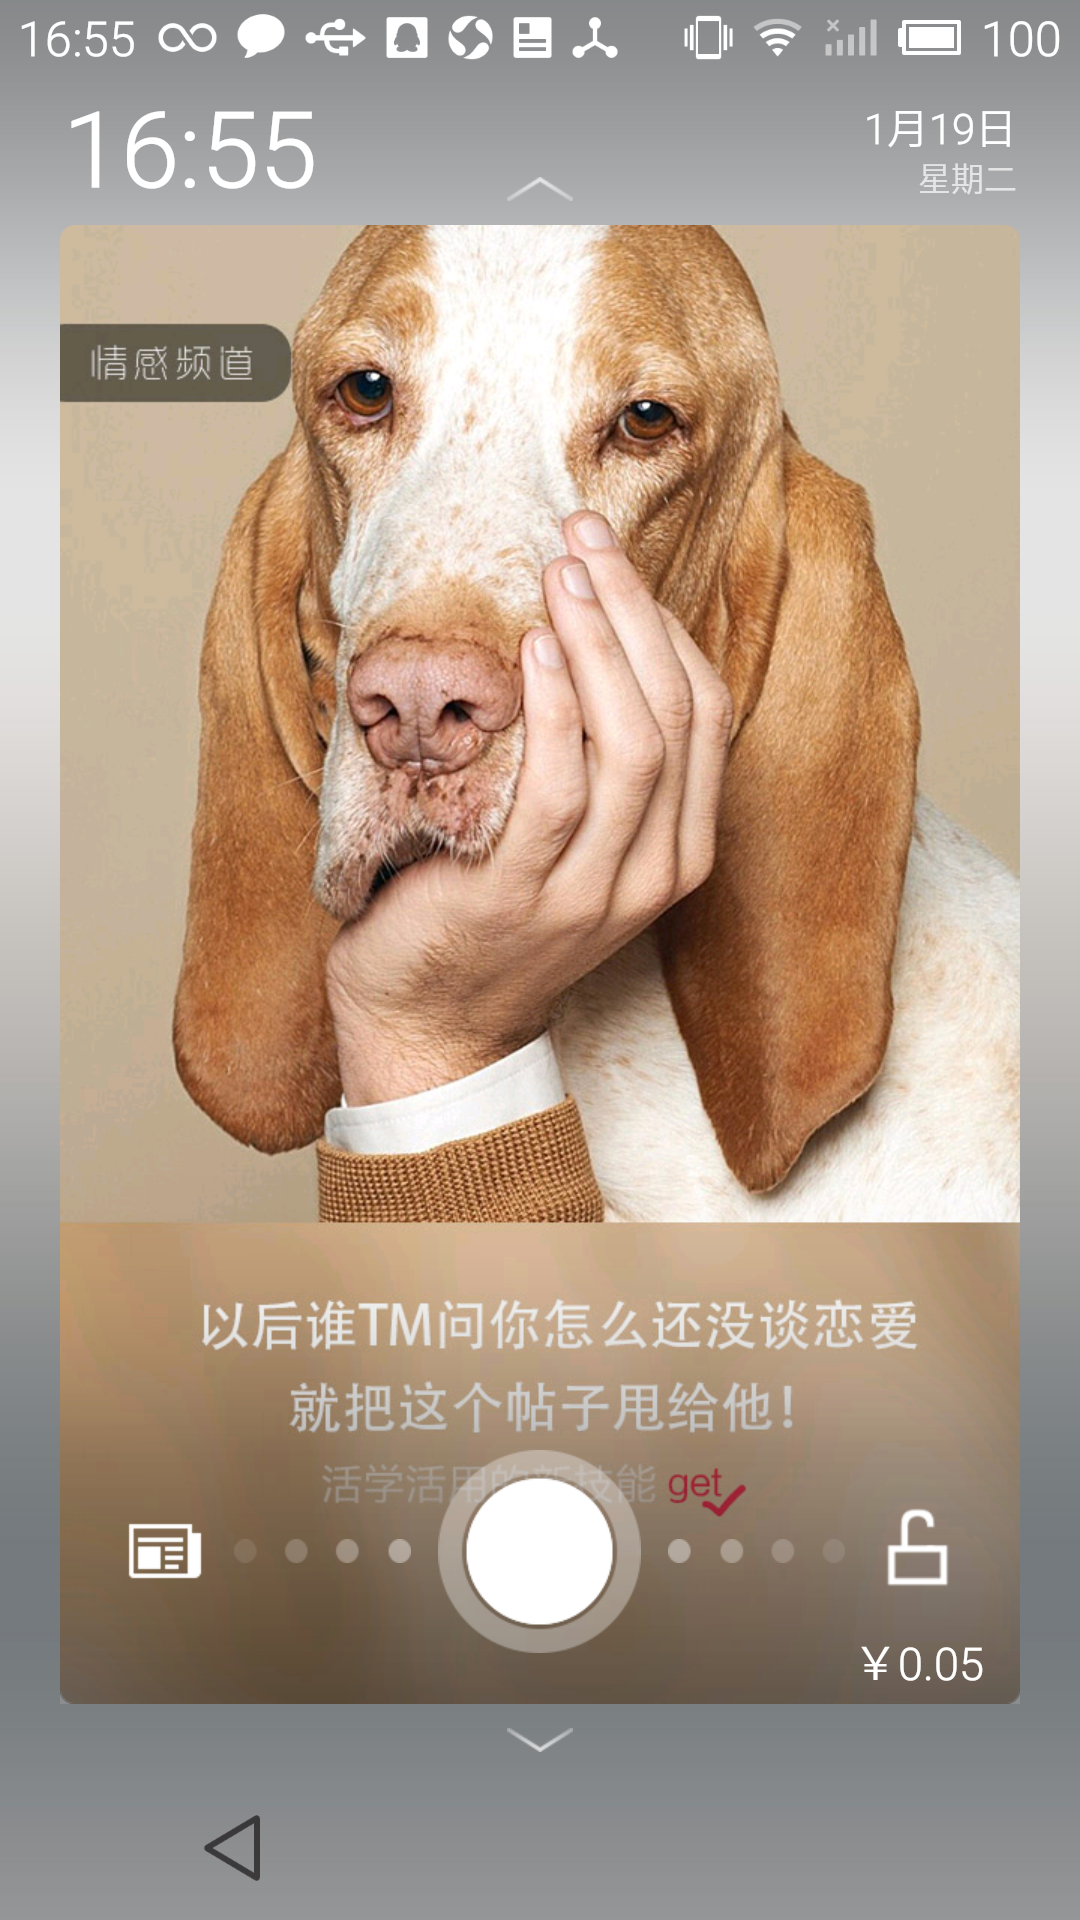 16:55
100
16:55
1月19日
星期二
情感频道
以后谁TM问你怎么还没谈恋爱
就把这个帖子甩给他！
活学活用的新技能 get
￥0.05